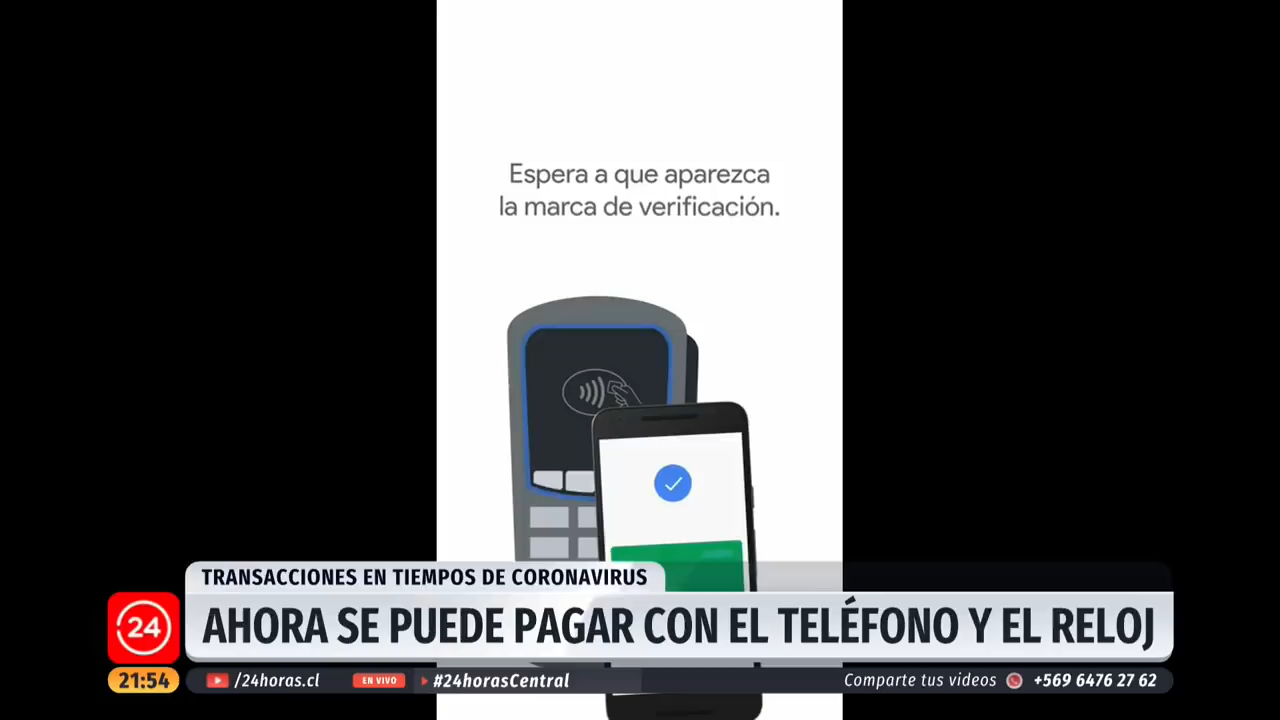 Espera a que aparezca
la marca de verificación.
TRANSACCIONES EN TIEMPOS DE CORONAVIRUS
24
AHORA SE PUEDE PAGAR CON EL TELÉFONO Y EL RELOJ
21:54
/24horas.cl
EN VIVO
#24horasCentral
Comparte tus videos
+569 6476 27 62